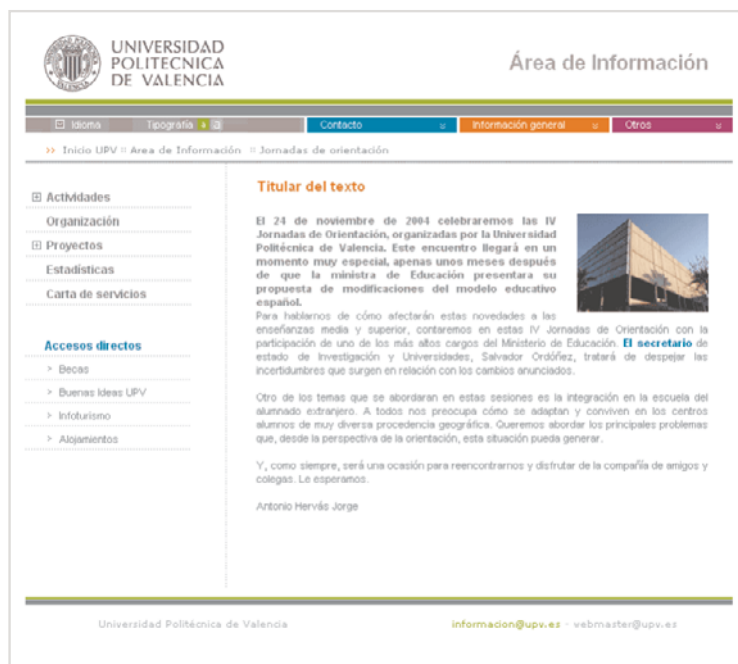 UNIVERSIDAD
POLITECNICA
DE VALENCIA
Área de Información
Idioma Tipografía Contacto Información general Otros
Inicio UPV Area de Información Jornadas de orientación
Actividades
Organización
Proyectos
Estadísticas
Carta de servicios
Accesos directos
> Becas
> Buenas Ideas UPV
> Infoturismo
> Alojamientos
Titular del texto
El 24 de noviembre de 2004 celebraremos las IV
Jornadas de Orientación, organizadas por la Universidad
Politécnica de Valencia. Este encuentro llegará en un
momento muy especial, apenas unos meses después
de que la ministra de Educación presentara su
propuesta de modificaciones del modelo educativo
español.
Para hablarnos de cómo afectarán estas novedades a las
enseñanzas media y superior, contaremos en estas IV Jornadas de Orientación con la
participación de uno de los más altos cargos del Ministerio de Educación. El secretario de
estado de Investigación y Universidades, Salvador Ordóñez, tratará de despejar las
incertidumbres que surgen en relación con los cambios anunciados.
Otro de los temas que se abordaran en estas sesiones es la integración en la escuela del
alumnado extranjero. A todos nos preocupa cómo se adaptan y conviven en los centros
alumnos de muy diversa procedencia geográfica. Queremos abordar los principales problemas
que, desde la perspectiva de la orientación, esta situación pueda generar.
Y, como siempre, será una ocasión para reencontrarnos y disfrutar de la compañía de amigos y
colegas. Le esperamos.
Antonio Hervás Jorge
Universidad Politécnica de Valencia
informacion@upv.es - webmaster@upv.es